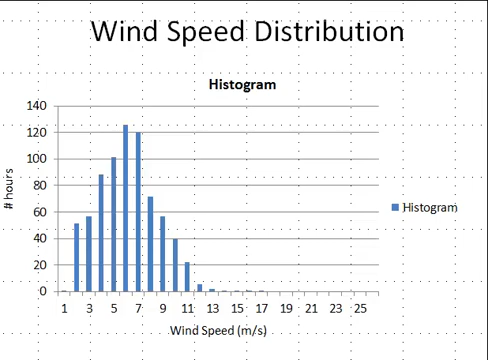 Wind Speed Distribution
Histogram
140
120
100
80
60
40
20
0
# hours
1 3 5 7 9 11 13 15 17 19 21 23 25
Wind Speed (m/s)
Histogram